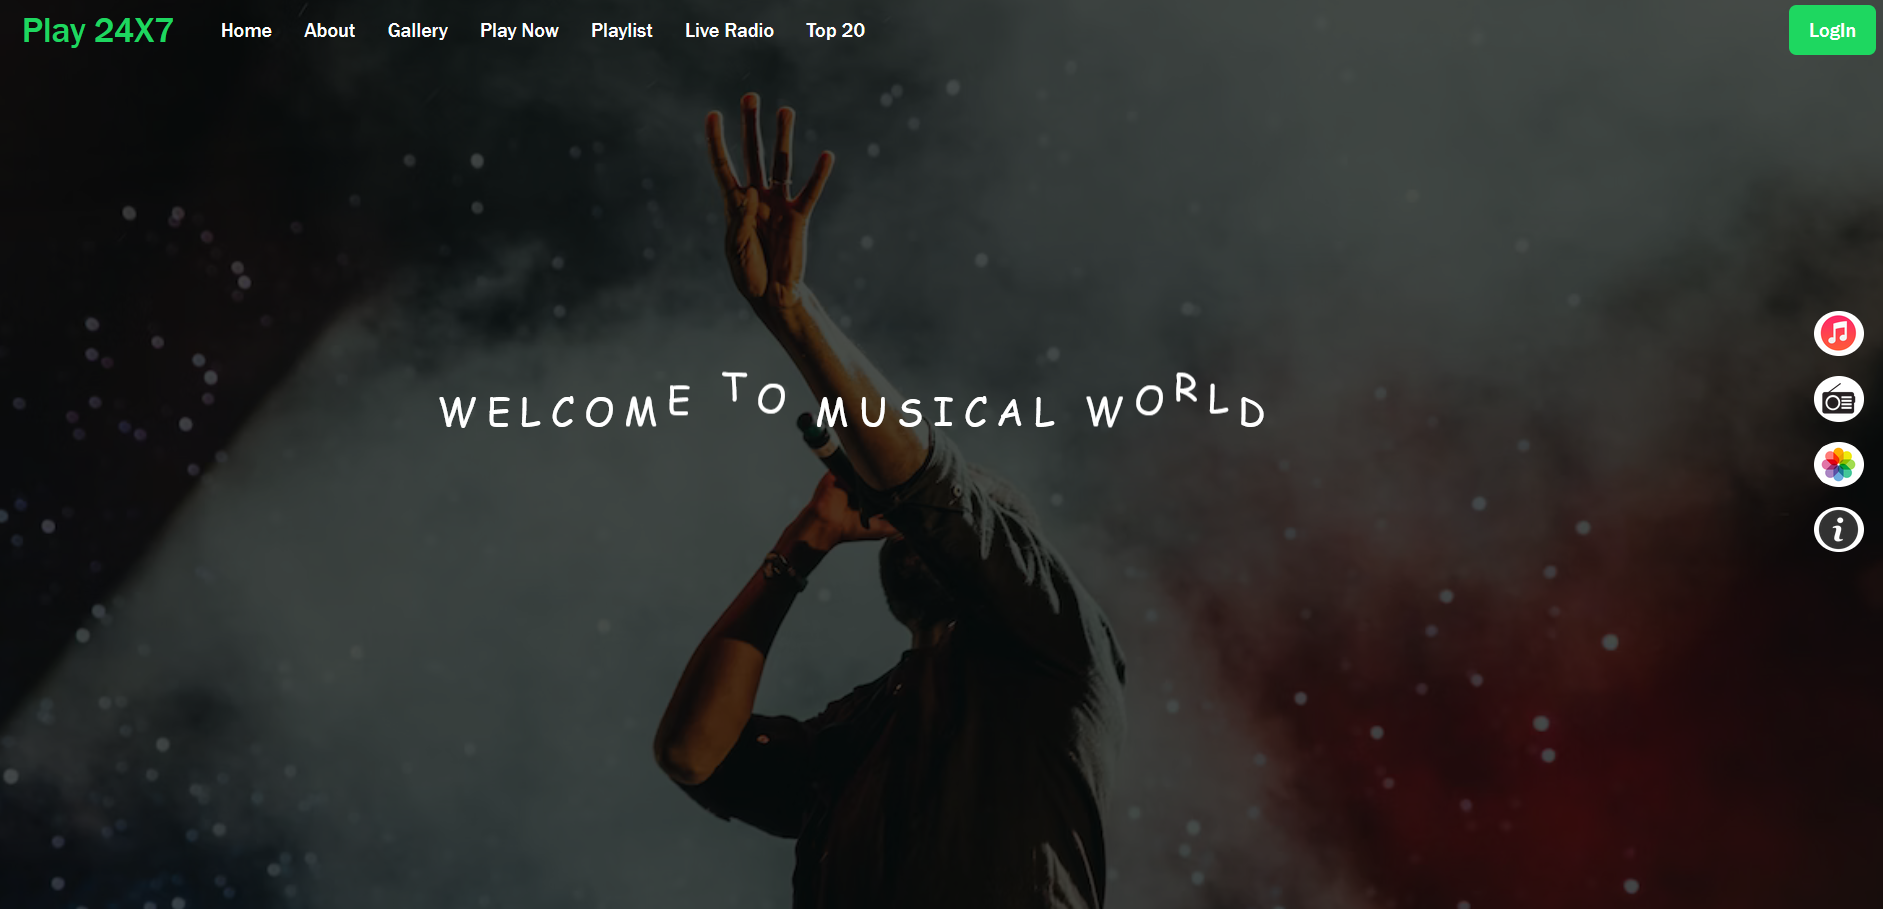 Play 24X7 Home About Gallery Play Now Playlist Live Radio Top 20 LogIn
WELCOME TO MUSICAL WORLD
i